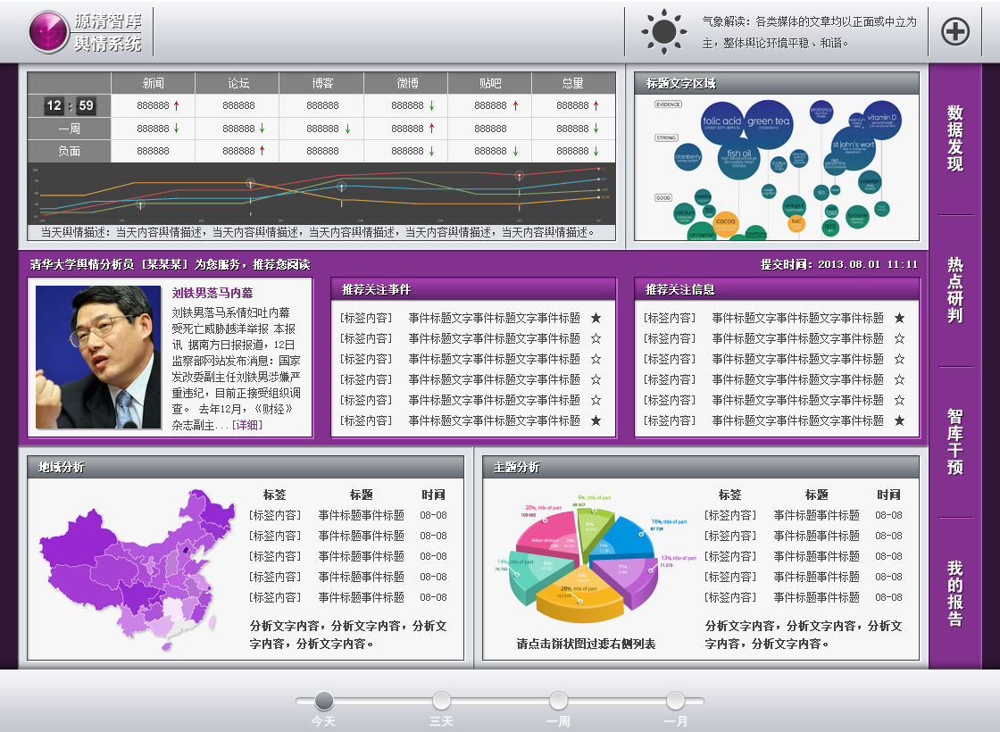 源清智库
舆情系统
气象解读：各类媒体的文章均以正面或中立为
主，整体舆论环境平稳、和谐。
新闻 论坛 博客 微博 贴吧 总量
12 : 59 888888 ↑ 888888 888888 888888 ↓ 888888 ↑ 888888 ↑
一周 888888 ↓ 888888 ↓ 888888 ↓ 888888 ↑ 888888 888888 ↓
负面 888888 888888 ↑ 888888 888888 ↓ 888888 ↓ 888888 ↓
当天舆情描述：当天内容舆情描述，当天内容舆情描述，当天内容舆情描述，当天内容舆情描述，当天内容舆情描述。
标题文字区域
EVIDENCE
folic acid
certain birth defects
green tea
cholesterol
probiotics
vitamin D
STRONG
cranberry
urinary system
fish oil
high blood pressure
secondary heart
disease
st john's wort
GOOD
calcium
cocoa
NAC
cinnamon
数据发现
热点研判
智库干预
我的报告
清华大学舆情分析员 [某某某] 为您服务，推荐您阅读
提交时间：2013.08.01 11:11
刘铁男落马内幕
刘铁男落马系情妇吐内幕
受死亡威胁越洋举报 本报
讯 据南方日报报道，12日
监察部网站发布消息：国家
发改委副主任刘铁男涉嫌严
重违纪，目前正接受组织调
查。 去年12月，《财经》
杂志副主...[详细]
推荐关注事件
[标签内容] 事件标题文字事件标题文字事件标题 ★
[标签内容] 事件标题文字事件标题文字事件标题 ☆
[标签内容] 事件标题文字事件标题文字事件标题 ☆
[标签内容] 事件标题文字事件标题文字事件标题 ☆
[标签内容] 事件标题文字事件标题文字事件标题 ☆
[标签内容] 事件标题文字事件标题文字事件标题 ★
推荐关注信息
[标签内容] 事件标题文字事件标题文字事件标题 ★
[标签内容] 事件标题文字事件标题文字事件标题 ☆
[标签内容] 事件标题文字事件标题文字事件标题 ☆
[标签内容] 事件标题文字事件标题文字事件标题 ☆
[标签内容] 事件标题文字事件标题文字事件标题 ☆
[标签内容] 事件标题文字事件标题文字事件标题 ★
地域分析
标签 标题 时间
[标签内容] 事件标题事件标题 08-08
[标签内容] 事件标题事件标题 08-08
[标签内容] 事件标题事件标题 08-08
[标签内容] 事件标题事件标题 08-08
[标签内容] 事件标题事件标题 08-08
分析文字内容，分析文字内容，分析文
字内容，分析文字内容。
主题分析
9%, title of part
49 347
20%, title of part
109 660
16%, title of part
87 728
13%, title of part
71 279
14%, title of part
76 762
28%, title of part
请点击饼状图过滤右侧列表
标签 标题 时间
[标签内容] 事件标题事件标题 08-08
[标签内容] 事件标题事件标题 08-08
[标签内容] 事件标题事件标题 08-08
[标签内容] 事件标题事件标题 08-08
[标签内容] 事件标题事件标题 08-08
分析文字内容，分析文字内容，分析文
字内容，分析文字内容。
今天 三天 一周 一月